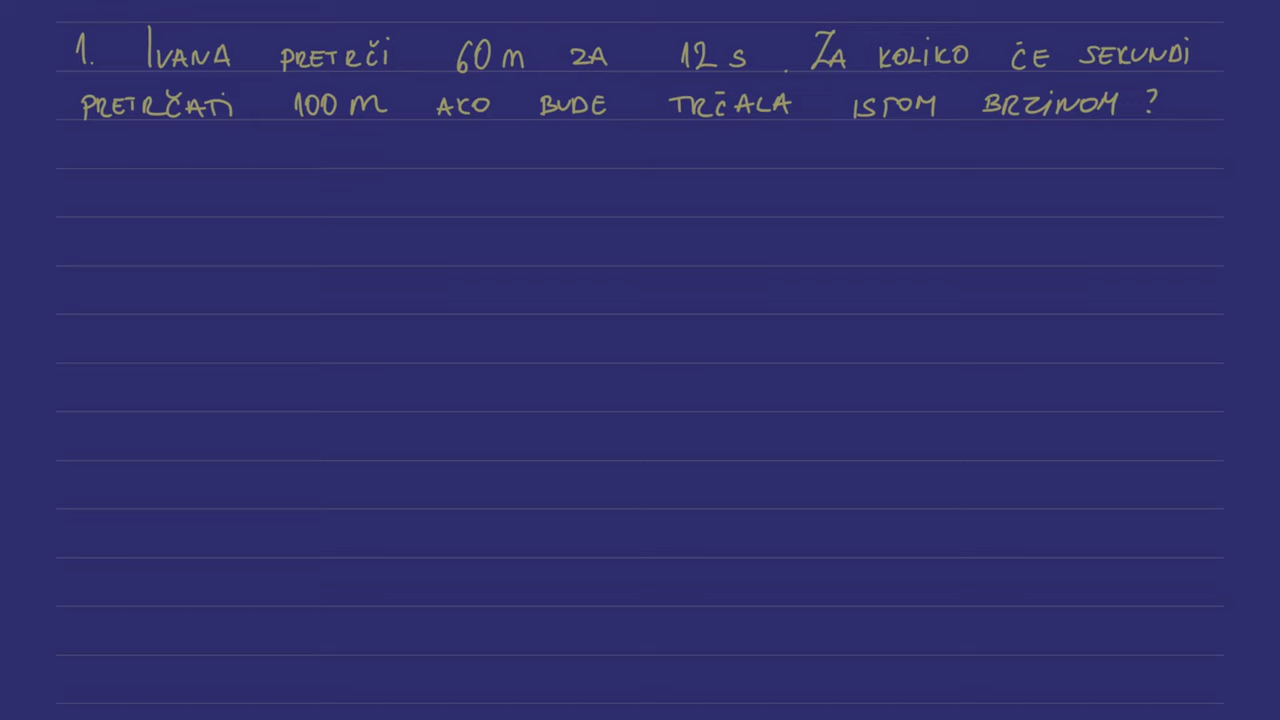 1. IVANA PRETRČI 60 m ZA 12 s. ZA KOLIKO ĆE SEKUNDI
PRETRČATI 100 m AKO BUDE TRČALA ISTOM BRZINOM?